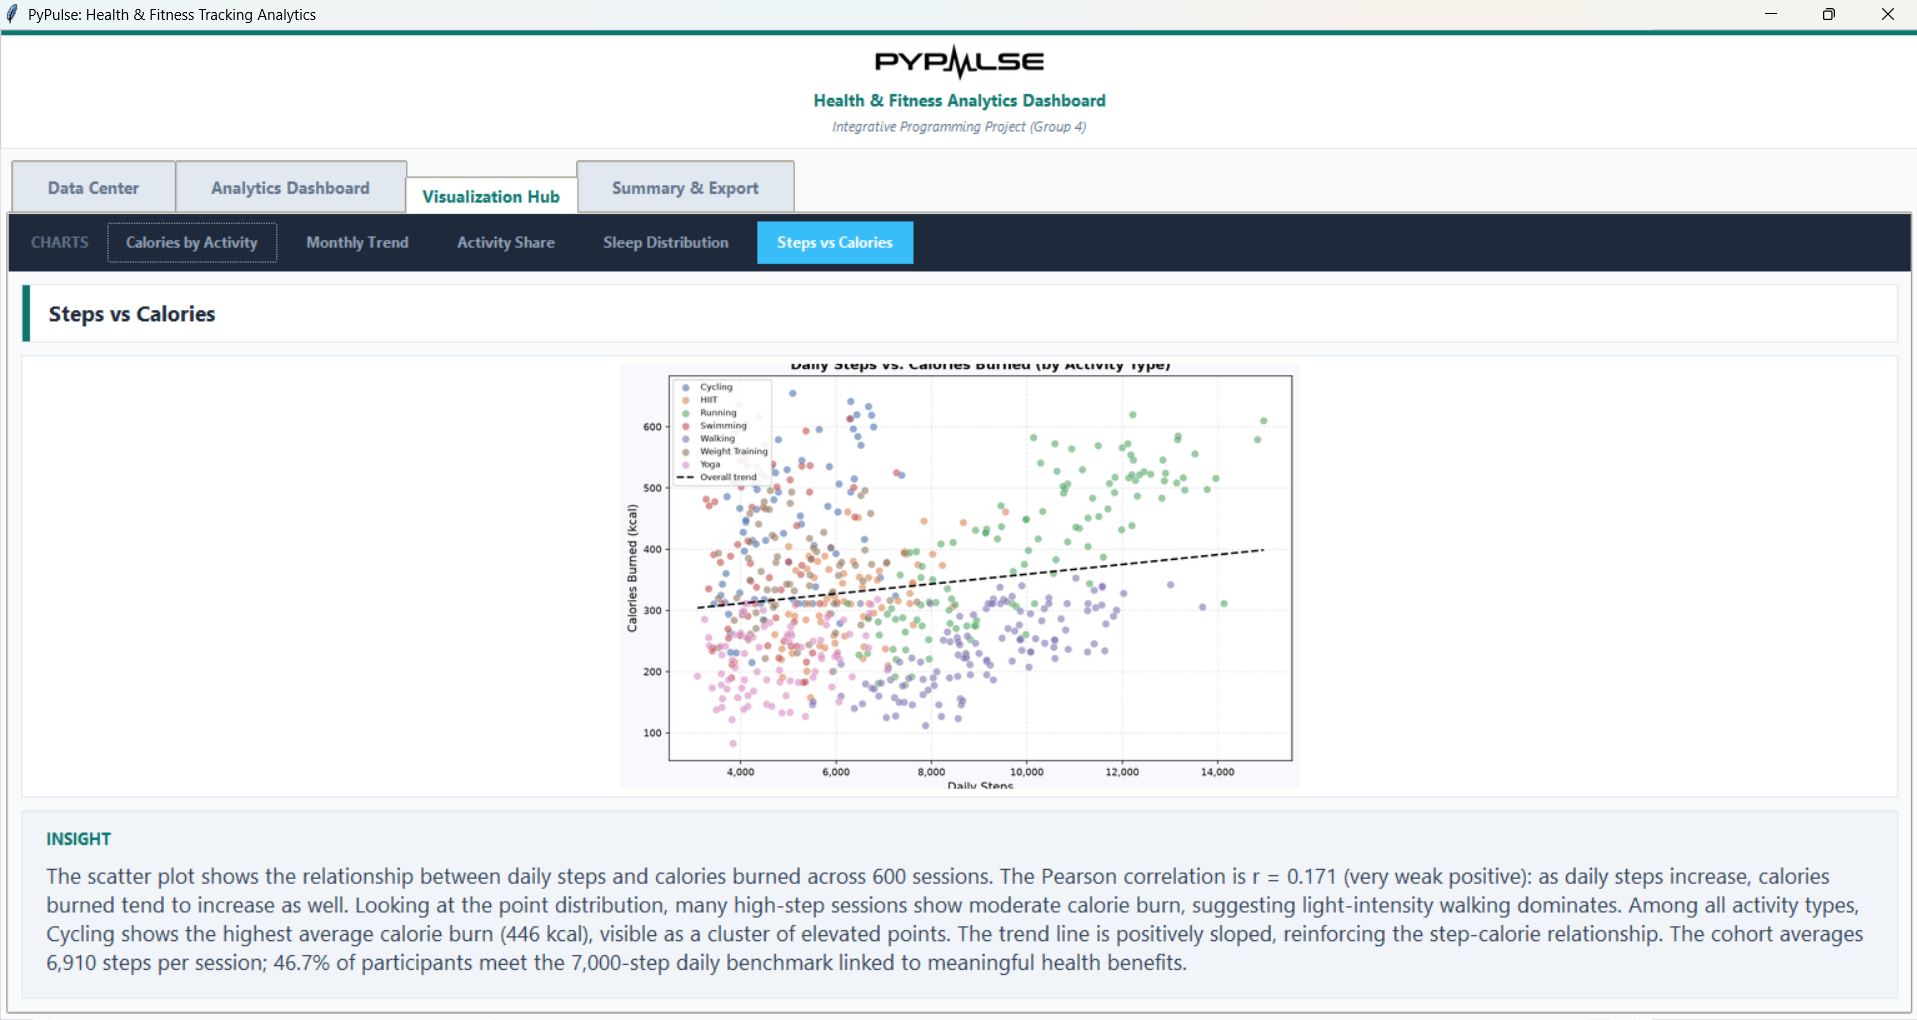 PyPulse: Health & Fitness Tracking Analytics
PYPULSE
Health & Fitness Analytics Dashboard
Integrative Programming Project (Group 4)
Data Center
Analytics Dashboard
Visualization Hub
Summary & Export
CHARTS
Calories by Activity
Monthly Trend
Activity Share
Sleep Distribution
Steps vs Calories
Steps vs Calories
Daily Steps vs. Calories Burned (by Activity Type)
Cycling
HIIT
Running
Swimming
Walking
Weight Training
Yoga
Overall trend
Calories Burned (kcal)
600
500
400
300
200
100
4,000
6,000
8,000
10,000
12,000
14,000
Daily Steps
INSIGHT
The scatter plot shows the relationship between daily steps and calories burned across 600 sessions. The Pearson correlation is r = 0.171 (very weak positive): as daily steps increase, calories
burned tend to increase as well. Looking at the point distribution, many high-step sessions show moderate calorie burn, suggesting light-intensity walking dominates. Among all activity types,
Cycling shows the highest average calorie burn (446 kcal), visible as a cluster of elevated points. The trend line is positively sloped, reinforcing the step-calorie relationship. The cohort averages
6,910 steps per session; 46.7% of participants meet the 7,000-step daily benchmark linked to meaningful health benefits.